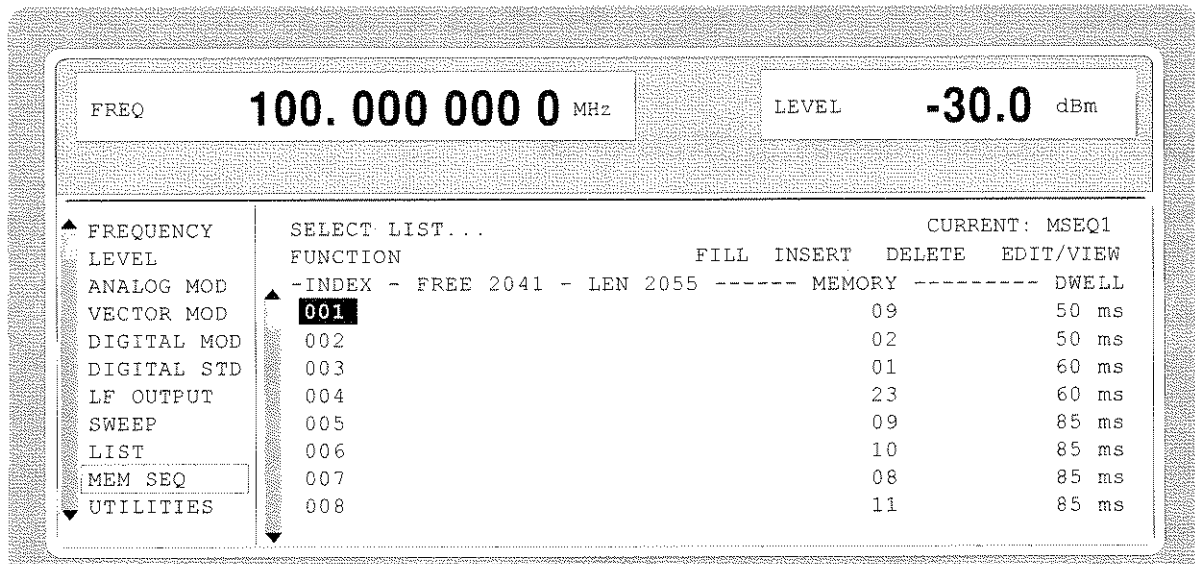 FREQ 100. 000 000 0 MHz LEVEL -30.0 dBm
FREQUENCY
LEVEL
ANALOG MOD
VECTOR MOD
DIGITAL MOD
DIGITAL STD
LF OUTPUT
SWEEP
LIST
MEM SEQ
UTILITIES
SELECT LIST... CURRENT: MSEQ1
FUNCTION FILL INSERT DELETE EDIT/VIEW
-INDEX - FREE 2041 - LEN 2055 ------ MEMORY --------- DWELL
001 09 50 ms
002 02 50 ms
003 01 60 ms
004 23 60 ms
005 09 85 ms
006 10 85 ms
007 08 85 ms
008 11 85 ms